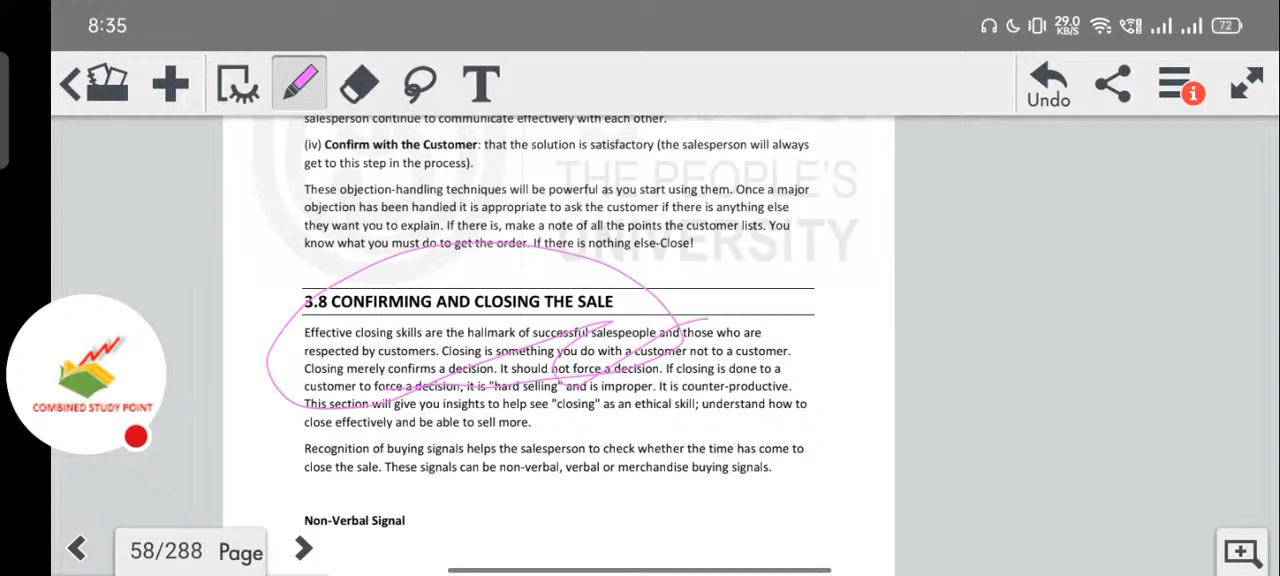 8:35
29.0
KB/S
72
T
Undo
i
salesperson continue to communicate effectively with each other.
(iv) Confirm with the Customer: that the solution is satisfactory (the salesperson will always
get to this step in the process).
These objection-handling techniques will be powerful as you start using them. Once a major
objection has been handled it is appropriate to ask the customer if there is anything else
they want you to explain. If there is, make a note of all the points the customer lists. You
know what you must do to get the order. If there is nothing else-Close!
THE PEOPLE'S
UNIVERSITY
3.8 CONFIRMING AND CLOSING THE SALE
Effective closing skills are the hallmark of successful salespeople and those who are
respected by customers. Closing is something you do with a customer not to a customer.
Closing merely confirms a decision. It should not force a decision. If closing is done to a
customer to force a decision, it is "hard selling" and is improper. It is counter-productive.
This section will give you insights to help see "closing" as an ethical skill; understand how to
close effectively and be able to sell more.
Recognition of buying signals helps the salesperson to check whether the time has come to
close the sale. These signals can be non-verbal, verbal or merchandise buying signals.
Non-Verbal Signal
COMBINED STUDY POINT
58/288 Page